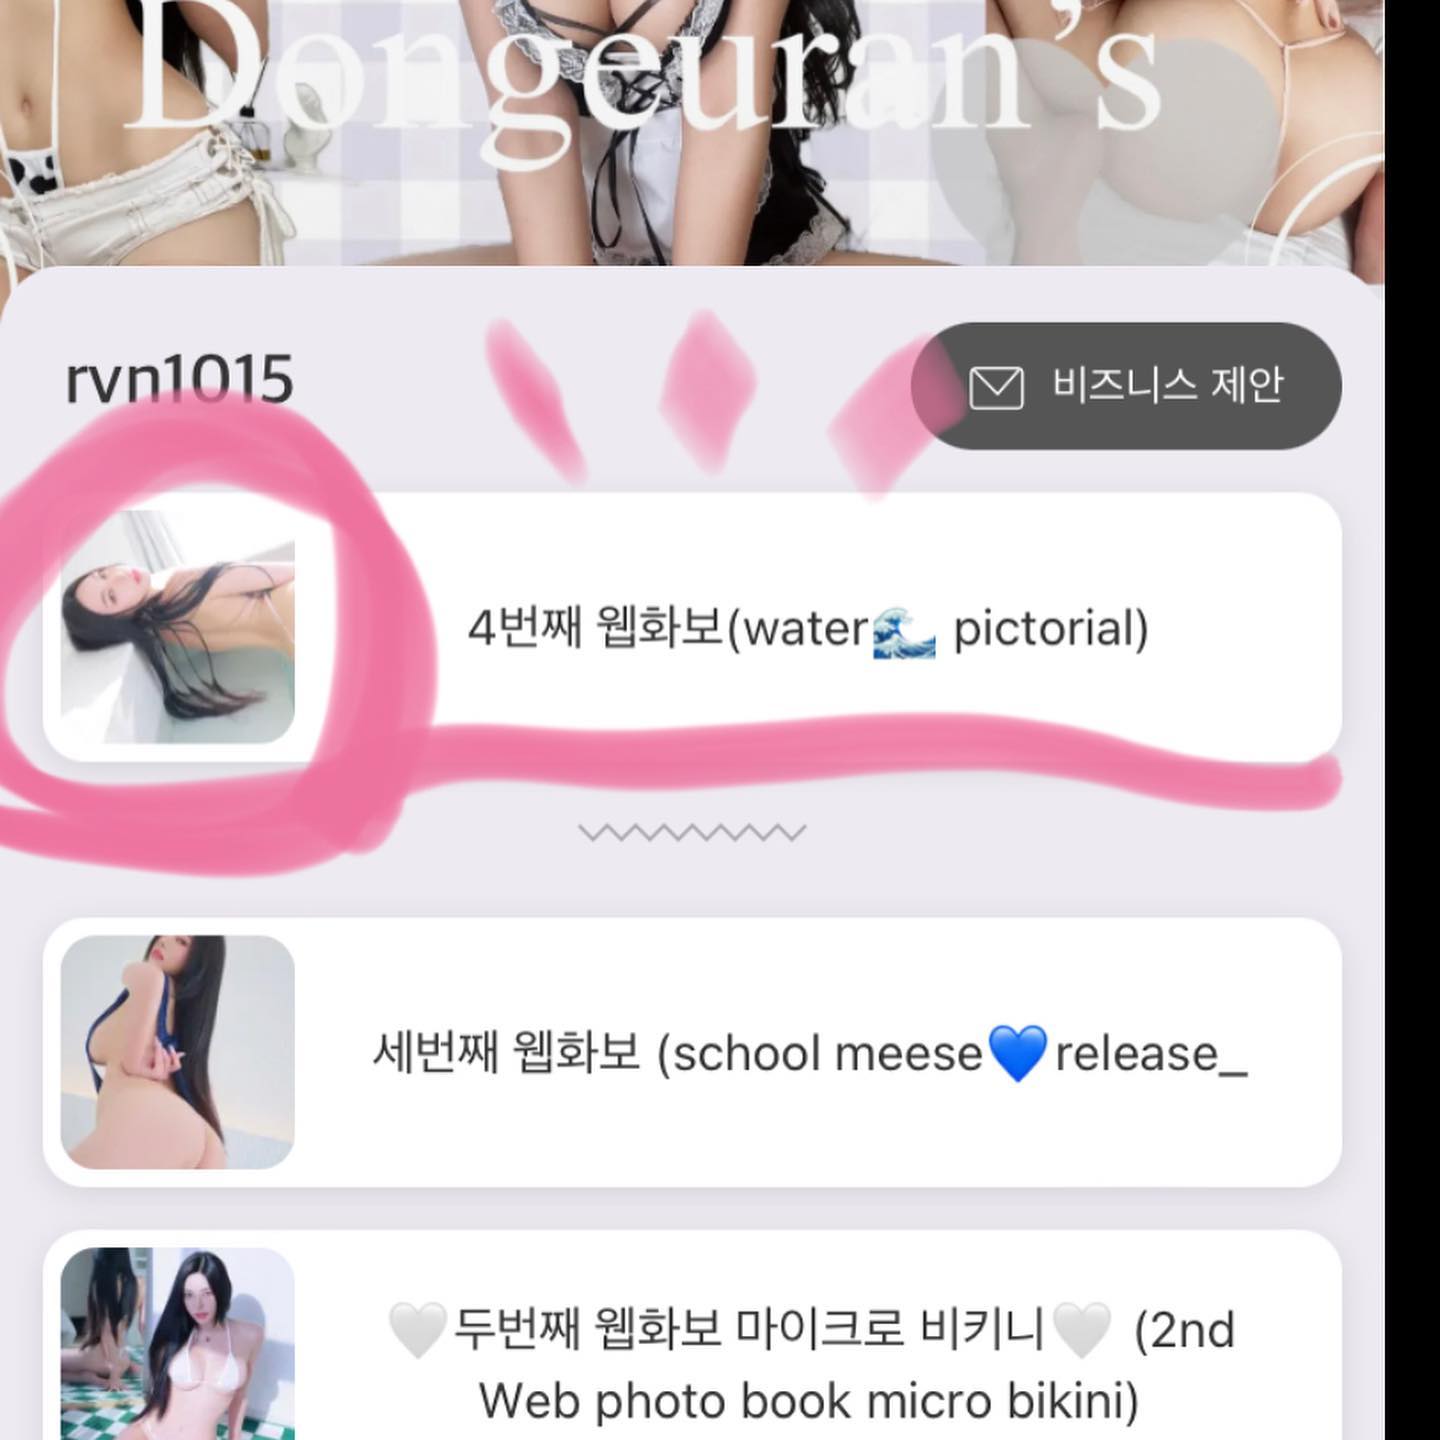 Dongeuran's
rvn1015
비즈니스 제안
4번째 웹화보(water🌊 pictorial)
세번째 웹화보 (school meese💙release_
🤍두번째 웹화보 마이크로 비키니🤍 (2nd
Web photo book micro bikini)